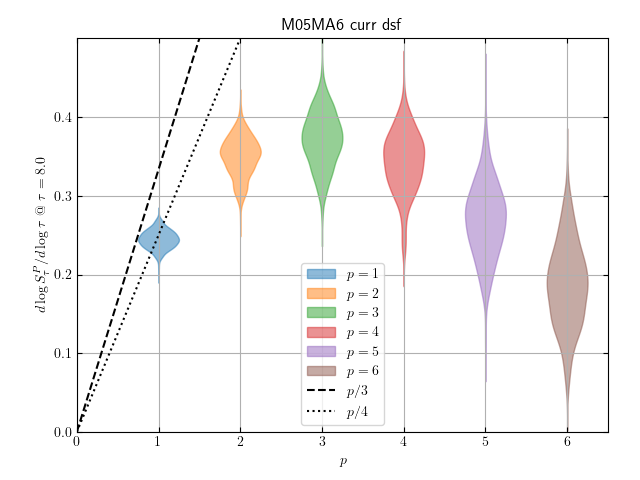 M05MA6 curr dsf
d log S_τ^P / d log τ @ τ = 8.0
0.4
0.3
0.2
0.1
0.0
p = 1
p = 2
p = 3
p = 4
p = 5
p = 6
p/3
p/4
0 1 2 3 4 5 6
p